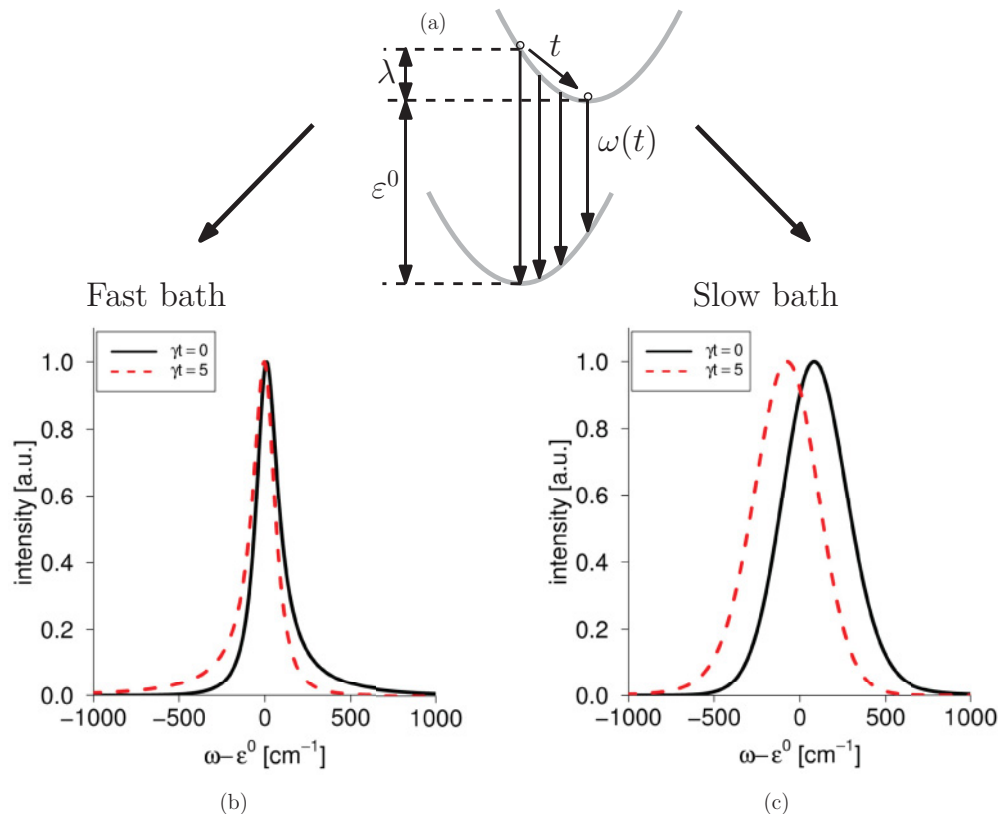 (a)
t
λ
ω(t)
ε⁰
Fast bath
Slow bath
γt = 0
γt = 5
1.0
0.8
0.6
0.4
0.2
0.0
intensity [a.u.]
−1000
−500
0
500
1000
ω−ε⁰ [cm⁻¹]
(b)
γt = 0
γt = 5
1.0
0.8
0.6
0.4
0.2
0.0
intensity [a.u.]
−1000
−500
0
500
1000
ω−ε⁰ [cm⁻¹]
(c)